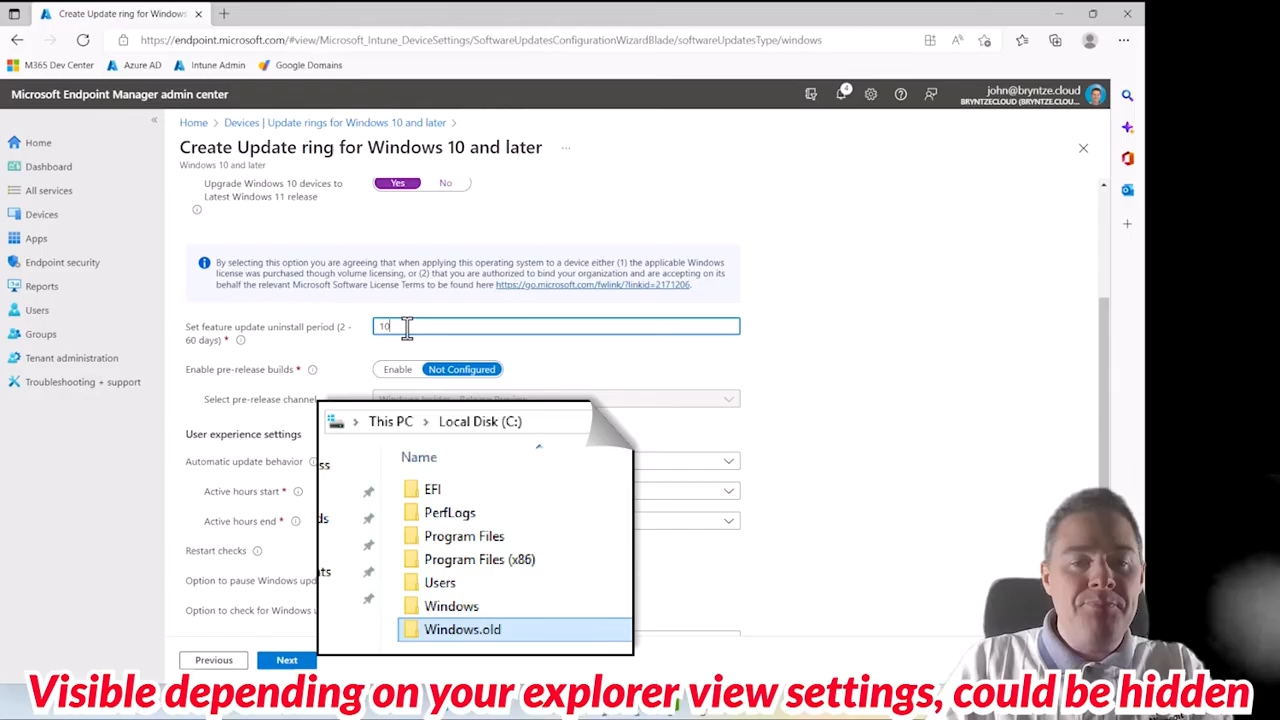 Create Update ring for Windows
https://endpoint.microsoft.com/#view/Microsoft_Intune_DeviceSettings/SoftwareUpdatesConfigurationWizardBlade/softwareUpdatesType/windows
M365 Dev Center
Azure AD
Intune Admin
Google Domains
Microsoft Endpoint Manager admin center
4
john@bryntze.cloud
BRYNTZECLOUD (BRYNTZE.CLOU...
Home
Dashboard
All services
Devices
Apps
Endpoint security
Reports
Users
Groups
Tenant administration
Troubleshooting + support
Home > Devices | Update rings for Windows 10 and later >
Create Update ring for Windows 10 and later ...
Windows 10 and later
Upgrade Windows 10 devices to
Latest Windows 11 release
Yes No
By selecting this option you are agreeing that when applying this operating system to a device either (1) the applicable Windows
license was purchased though volume licensing, or (2) that you are authorized to bind your organization and are accepting on
its behalf the relevant Microsoft Software License Terms to be found here https://go.microsoft.com/fwlink/?linkid=2171206.
Set feature update uninstall period (2 -
60 days) *
10
Enable pre-release builds *
Enable Not Configured
Select pre-release channel
User experience settings
Automatic update behavior
Active hours start *
Active hours end *
Restart checks
Option to pause Windows upd
Option to check for Windows u
ss
ds
nts
This PC > Local Disk (C:)
Name
EFI
PerfLogs
Program Files
Program Files (x86)
Users
Windows
Windows.old
Previous
Next
Visible depending on your explorer view settings, could be hidden